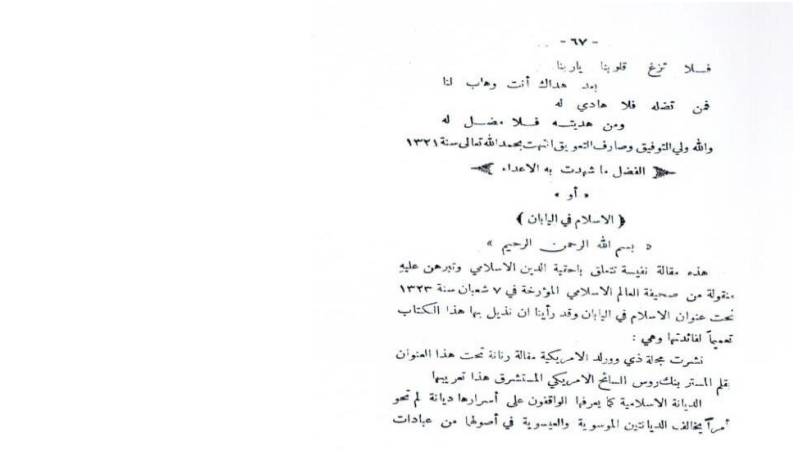 - ٦٧ -
فلا تزغ قلوبنا ياربنا
بعد هداك أنت وهاب لنا
فمن تضله فلا هادي له
ومن هديته فلا مضل له
والله ولي التوفيق وصارف التعويق انتهت بحمد الله تعالى سنة ١٣٢١
الفضل ما شهدت به الاعداء
« أو »
﴿ الاسلام في اليابان ﴾
« بسم الله الرحمن الرحيم »
هذه مقالة نفيسة تتعلق باحقية الدين الاسلامي وتبرهن عليه
منقولة من صحيفة العالم الاسلامي المؤرخة في ٧ شعبان سنة ١٣٢٣
تحت عنوان الاسلام في اليابان وقد رأينا ان نذيل بها هذا الكتاب
تعميماً لفائدتها وهي :
نشرت مجلة ذي وورلد الامريكية مقالة رنانة تحت هذا العنوان
بقلم المستر بنك روس السائح الامريكي المستشرق هذا تعريبها
الديانة الاسلامية كما يعرفها الواقفون على أسرارها ديانة لم تحو
أمراً يخالف الديانتين الموسوية والعيسوية في أصولهما من عبادات